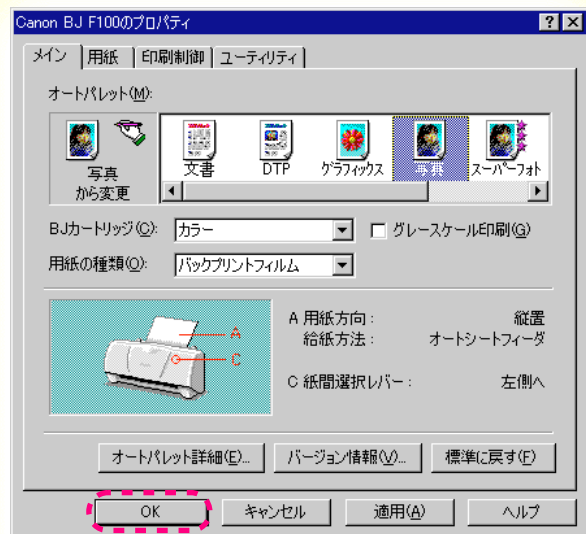 Canon BJ F100のプロパティ
メイン 用紙 印刷制御 ユーティリティ
オートパレット(M):
写真
から変更
文書 DTP グラフィックス 写真 スーパーフォト
BJカートリッジ(C): カラー グレースケール印刷(G)
用紙の種類(O): バックプリントフィルム
A
C
A 用紙方向： 縦置
給紙方法： オートシートフィーダ
C 紙間選択レバー： 左側へ
オートパレット詳細(E)... バージョン情報(V)... 標準に戻す(F)
OK キャンセル 適用(A) ヘルプ